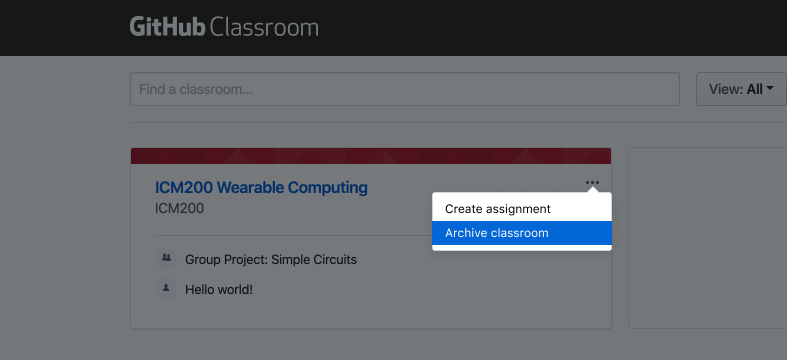 GitHub Classroom
Find a classroom...
View: All
ICM200 Wearable Computing
ICM200
Create assignment
Archive classroom
Group Project: Simple Circuits
Hello world!